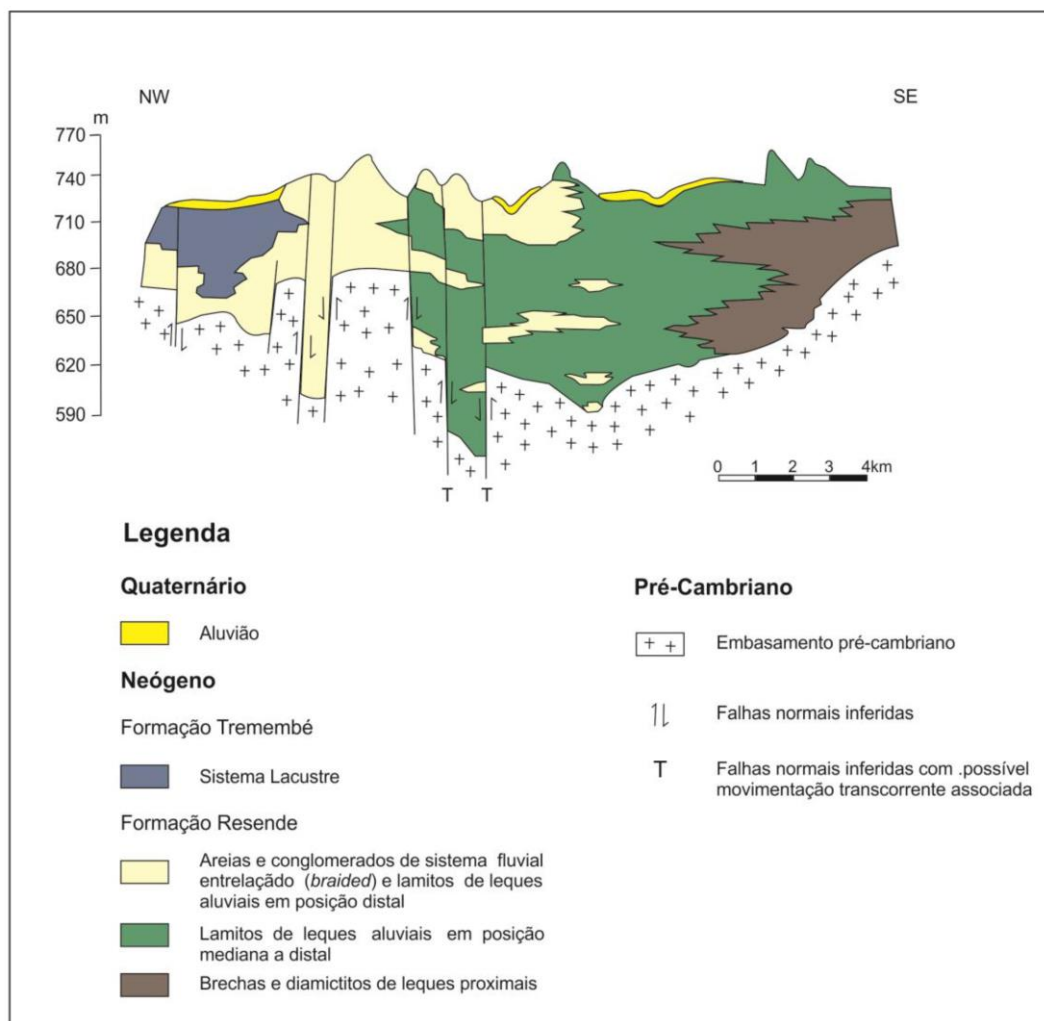 NW
SE
m
770
740
710
680
650
620
590
0 1 2 3 4km
T T
Legenda
Quaternário
Aluvião
Neógeno
Formação Tremembé
Sistema Lacustre
Formação Resende
Areias e conglomerados de sistema fluvial
entrelaçãdo (braided) e lamitos de leques
aluviais em posição distal
Lamitos de leques aluviais em posição
mediana a distal
Brechas e diamictitos de leques proximais
Pré-Cambriano
Embasamento pré-cambriano
Falhas normais inferidas
T
Falhas normais inferidas com .possível
movimentação transcorrente associada